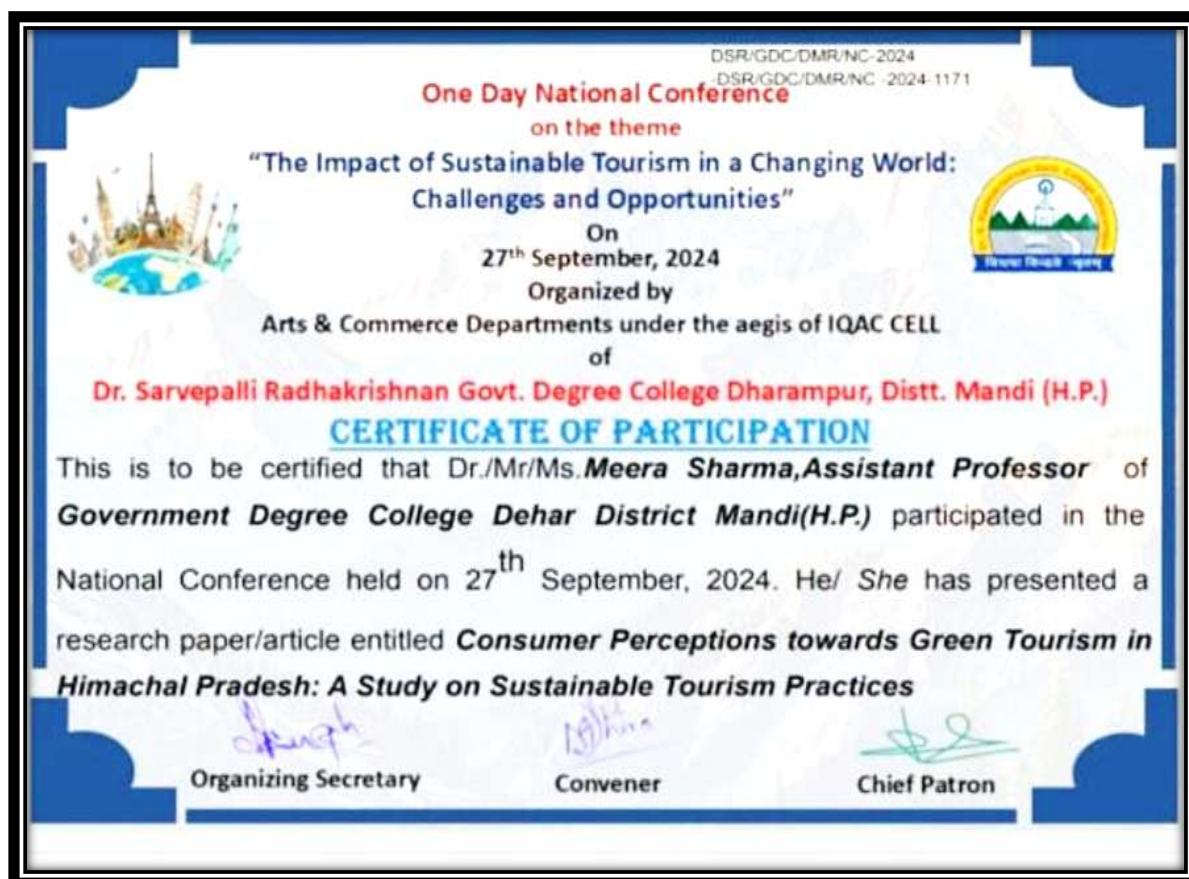 DSR/GDC/DMR/NC-2024
-DSR/GDC/DMR/NC -2024-1171
One Day National Conference
on the theme
“The Impact of Sustainable Tourism in a Changing World:
Challenges and Opportunities”
On
27th September, 2024
Organized by
Arts & Commerce Departments under the aegis of IQAC CELL
of
Dr. Sarvepalli Radhakrishnan Govt. Degree College Dharampur, Distt. Mandi (H.P.)
CERTIFICATE OF PARTICIPATION
This is to be certified that Dr./Mr/Ms.Meera Sharma,Assistant Professor of
Government Degree College Dehar District Mandi(H.P.) participated in the
National Conference held on 27th September, 2024. He/ She has presented a
research paper/article entitled Consumer Perceptions towards Green Tourism in
Himachal Pradesh: A Study on Sustainable Tourism Practices
Organizing Secretary
Convener
Chief Patron